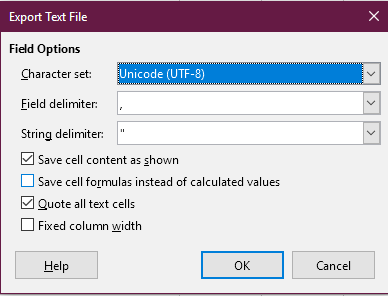 Export Text File
Field Options
Character set: Unicode (UTF-8)
Field delimiter: ,
String delimiter: "
Save cell content as shown
Save cell formulas instead of calculated values
Quote all text cells
Fixed column width
Help OK Cancel